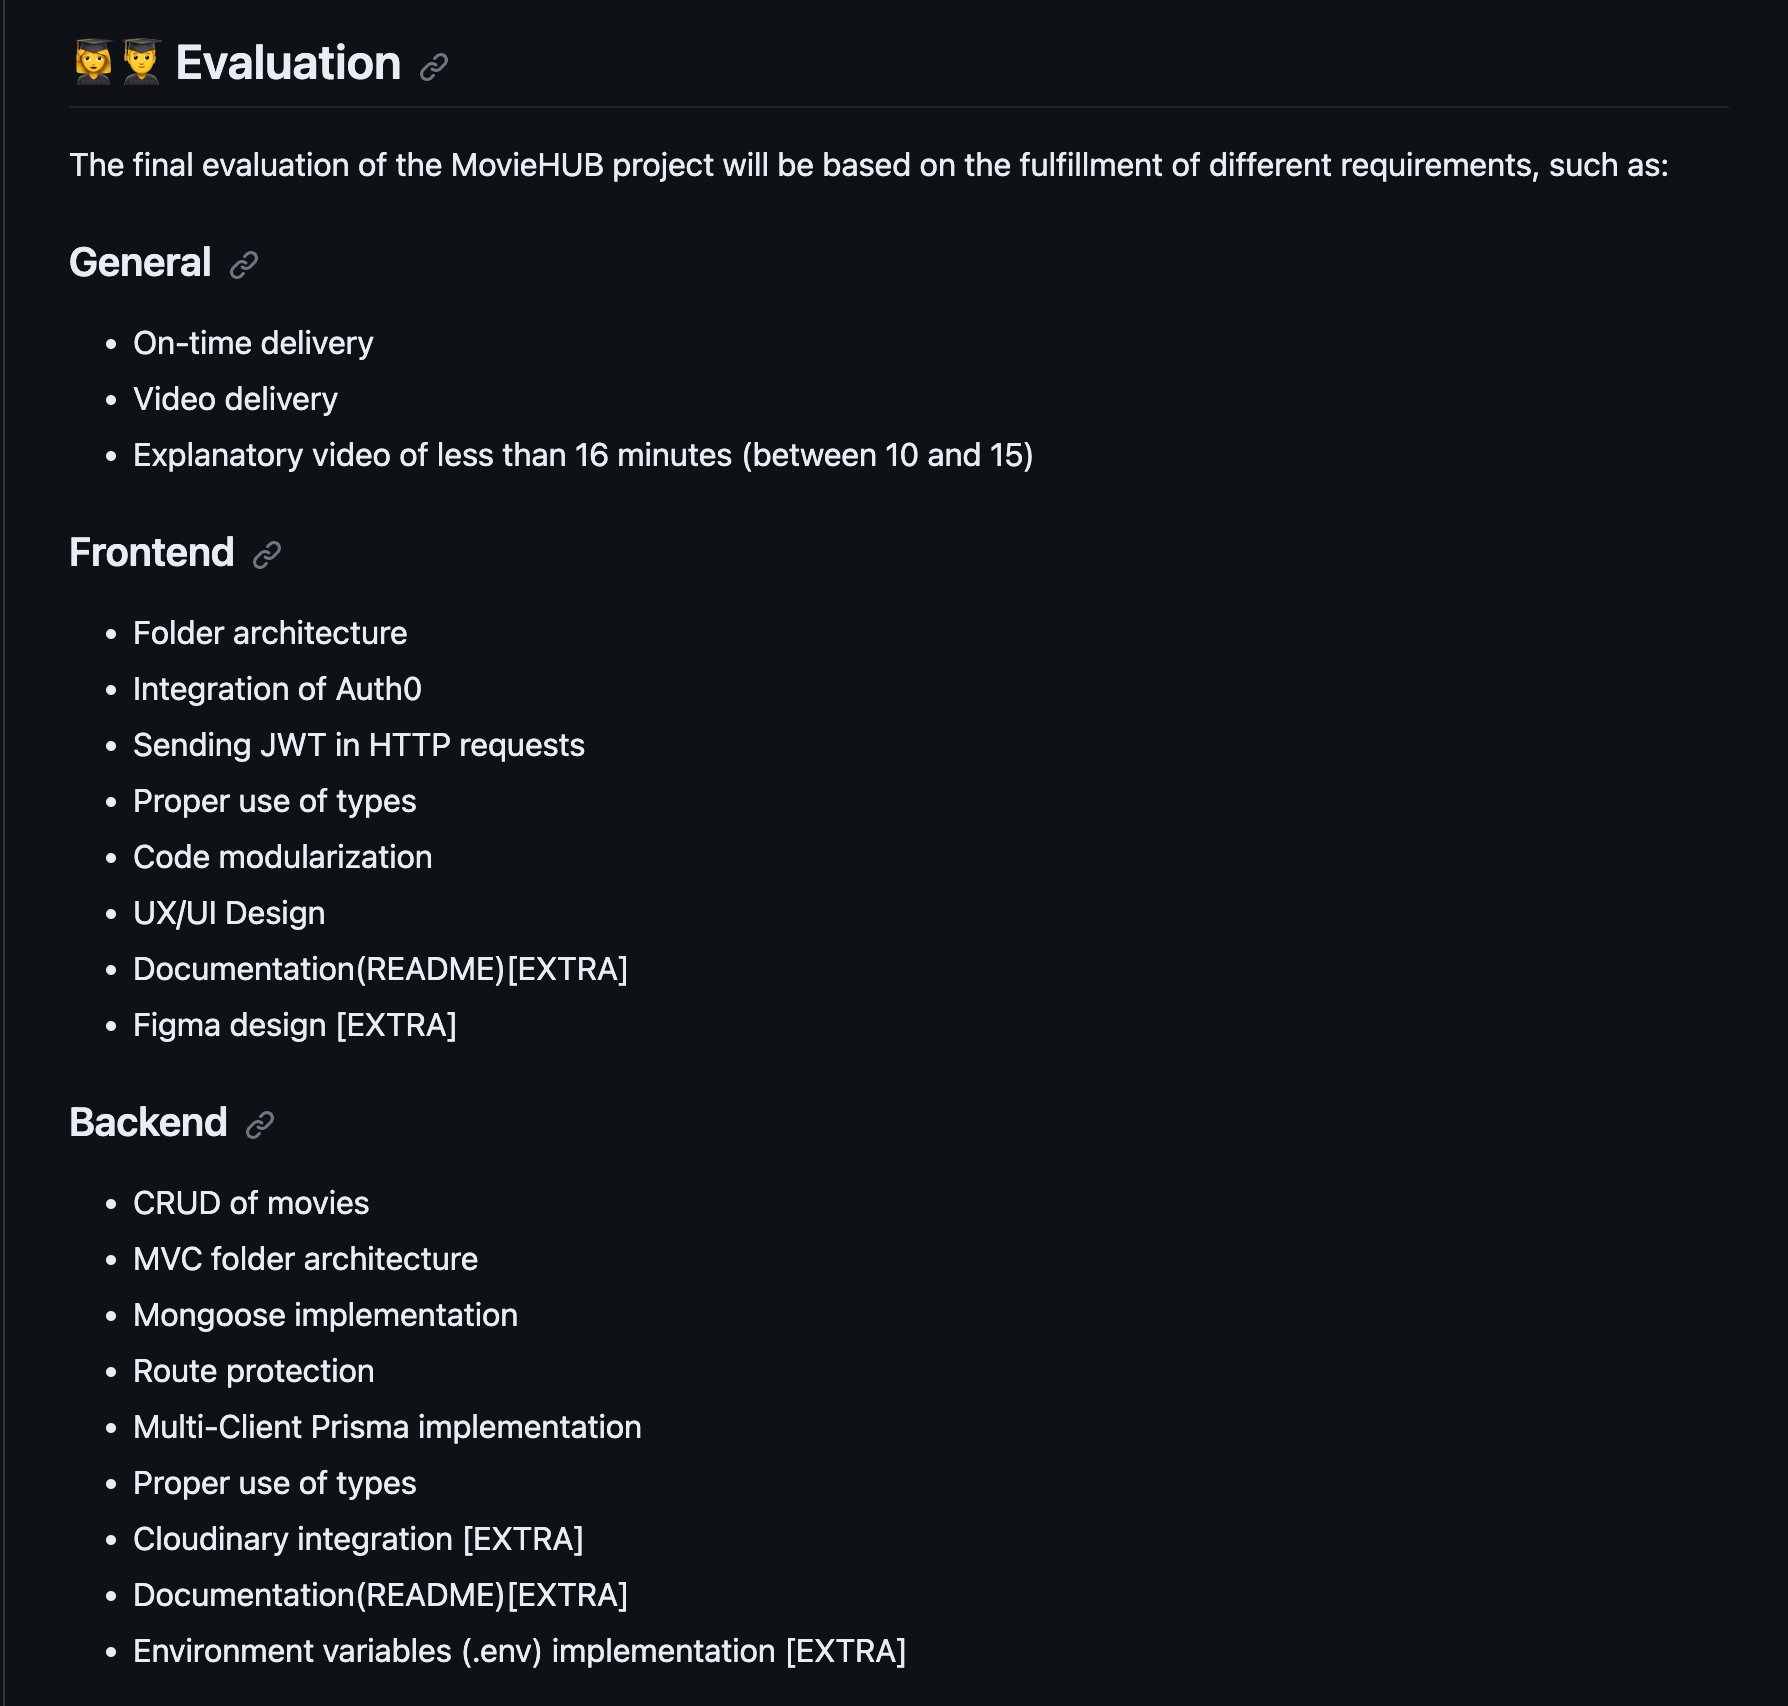 Evaluation
The final evaluation of the MovieHUB project will be based on the fulfillment of different requirements, such as:
General
• On-time delivery
• Video delivery
• Explanatory video of less than 16 minutes (between 10 and 15)
Frontend
• Folder architecture
• Integration of Auth0
• Sending JWT in HTTP requests
• Proper use of types
• Code modularization
• UX/UI Design
• Documentation(README)[EXTRA]
• Figma design [EXTRA]
Backend
• CRUD of movies
• MVC folder architecture
• Mongoose implementation
• Route protection
• Multi-Client Prisma implementation
• Proper use of types
• Cloudinary integration [EXTRA]
• Documentation(README)[EXTRA]
• Environment variables (.env) implementation [EXTRA]